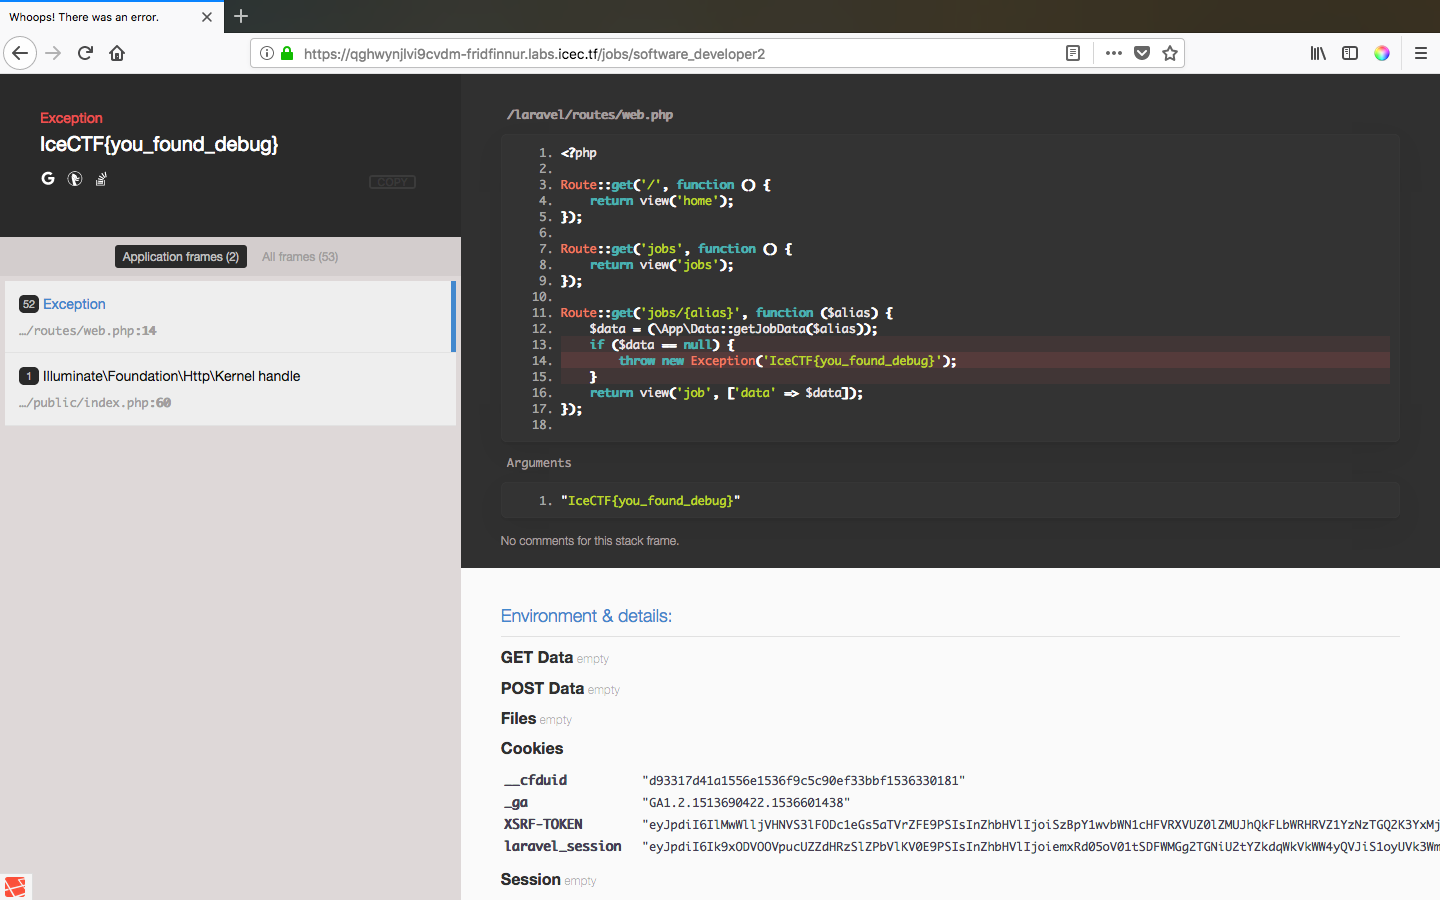 Whoops! There was an error.
https://qghwynjlvi9cvdm-fridfinnur.labs.icec.tf/jobs/software_developer2
Exception
IceCTF{you_found_debug}
COPY
Application frames (2)
All frames (53)
52 Exception
…/routes/web.php:14
1 Illuminate\Foundation\Http\Kernel handle
…/public/index.php:60
/laravel/routes/web.php
1. <?php
2.
3. Route::get('/', function () {
4.     return view('home');
5. });
6.
7. Route::get('jobs', function () {
8.     return view('jobs');
9. });
10.
11. Route::get('jobs/{alias}', function ($alias) {
12.     $data = (\App\Data::getJobData($alias));
13.     if ($data == null) {
14.         throw new Exception('IceCTF{you_found_debug}');
15.     }
16.     return view('job', ['data' => $data]);
17. });
18.
Arguments
1. "IceCTF{you_found_debug}"
No comments for this stack frame.
Environment & details:
GET Data empty
POST Data empty
Files empty
Cookies
__cfduid "d93317d41a1556e1536f9c5c90ef33bbf1536330181"
_ga "GA1.2.1513690422.1536601438"
XSRF-TOKEN
laravel_session
Session empty